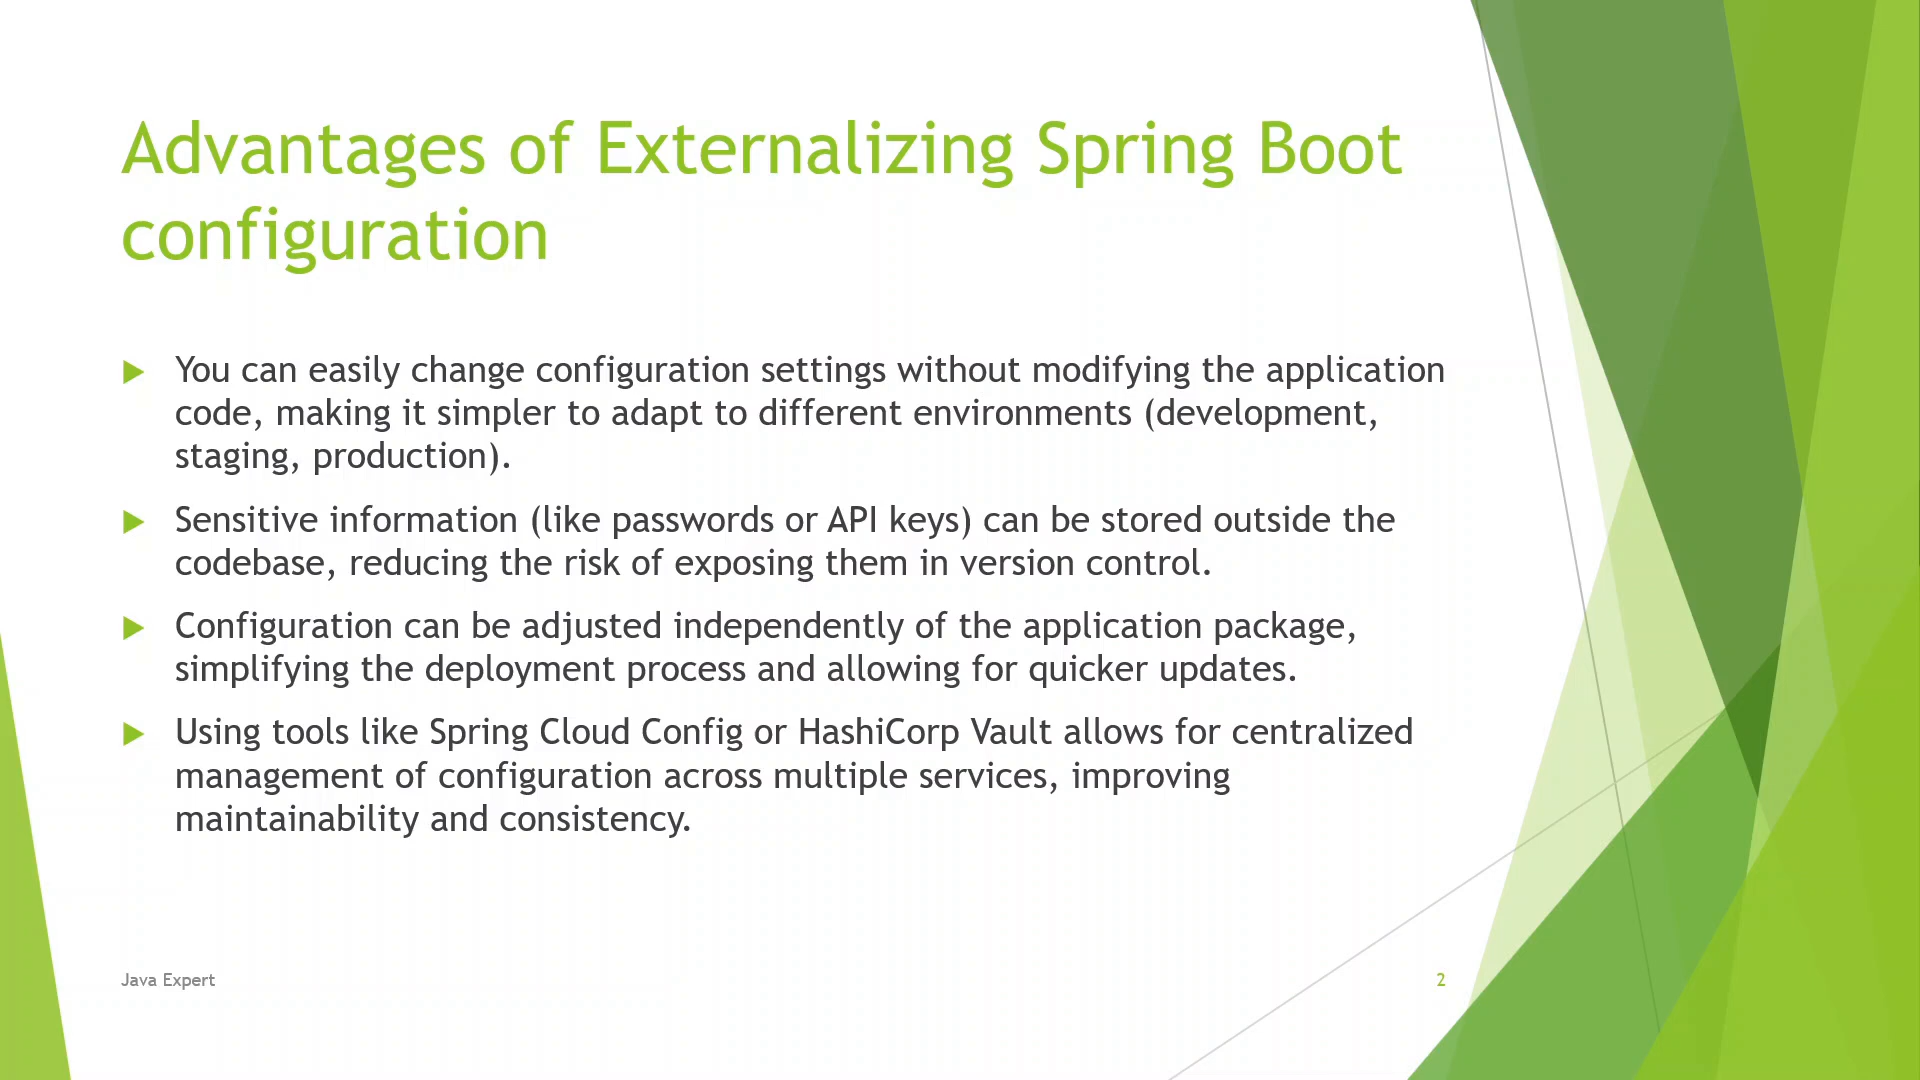 Advantages of Externalizing Spring Boot
configuration
You can easily change configuration settings without modifying the application
code, making it simpler to adapt to different environments (development,
staging, production).
Sensitive information (like passwords or API keys) can be stored outside the
codebase, reducing the risk of exposing them in version control.
Configuration can be adjusted independently of the application package,
simplifying the deployment process and allowing for quicker updates.
Using tools like Spring Cloud Config or HashiCorp Vault allows for centralized
management of configuration across multiple services, improving
maintainability and consistency.
Java Expert
2